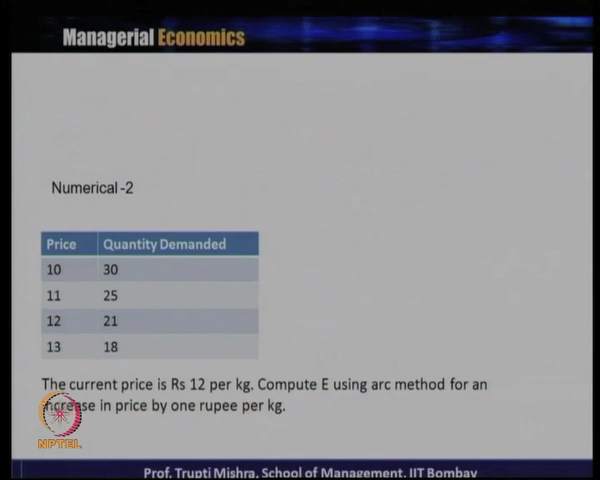 Managerial Economics
Numerical -2
Price Quantity Demanded
10 30
11 25
12 21
13 18
The current price is Rs 12 per kg. Compute E using arc method for an
increase in price by one rupee per kg.
NPTEL
Prof. Trupti Mishra, School of Management, IIT Bombay